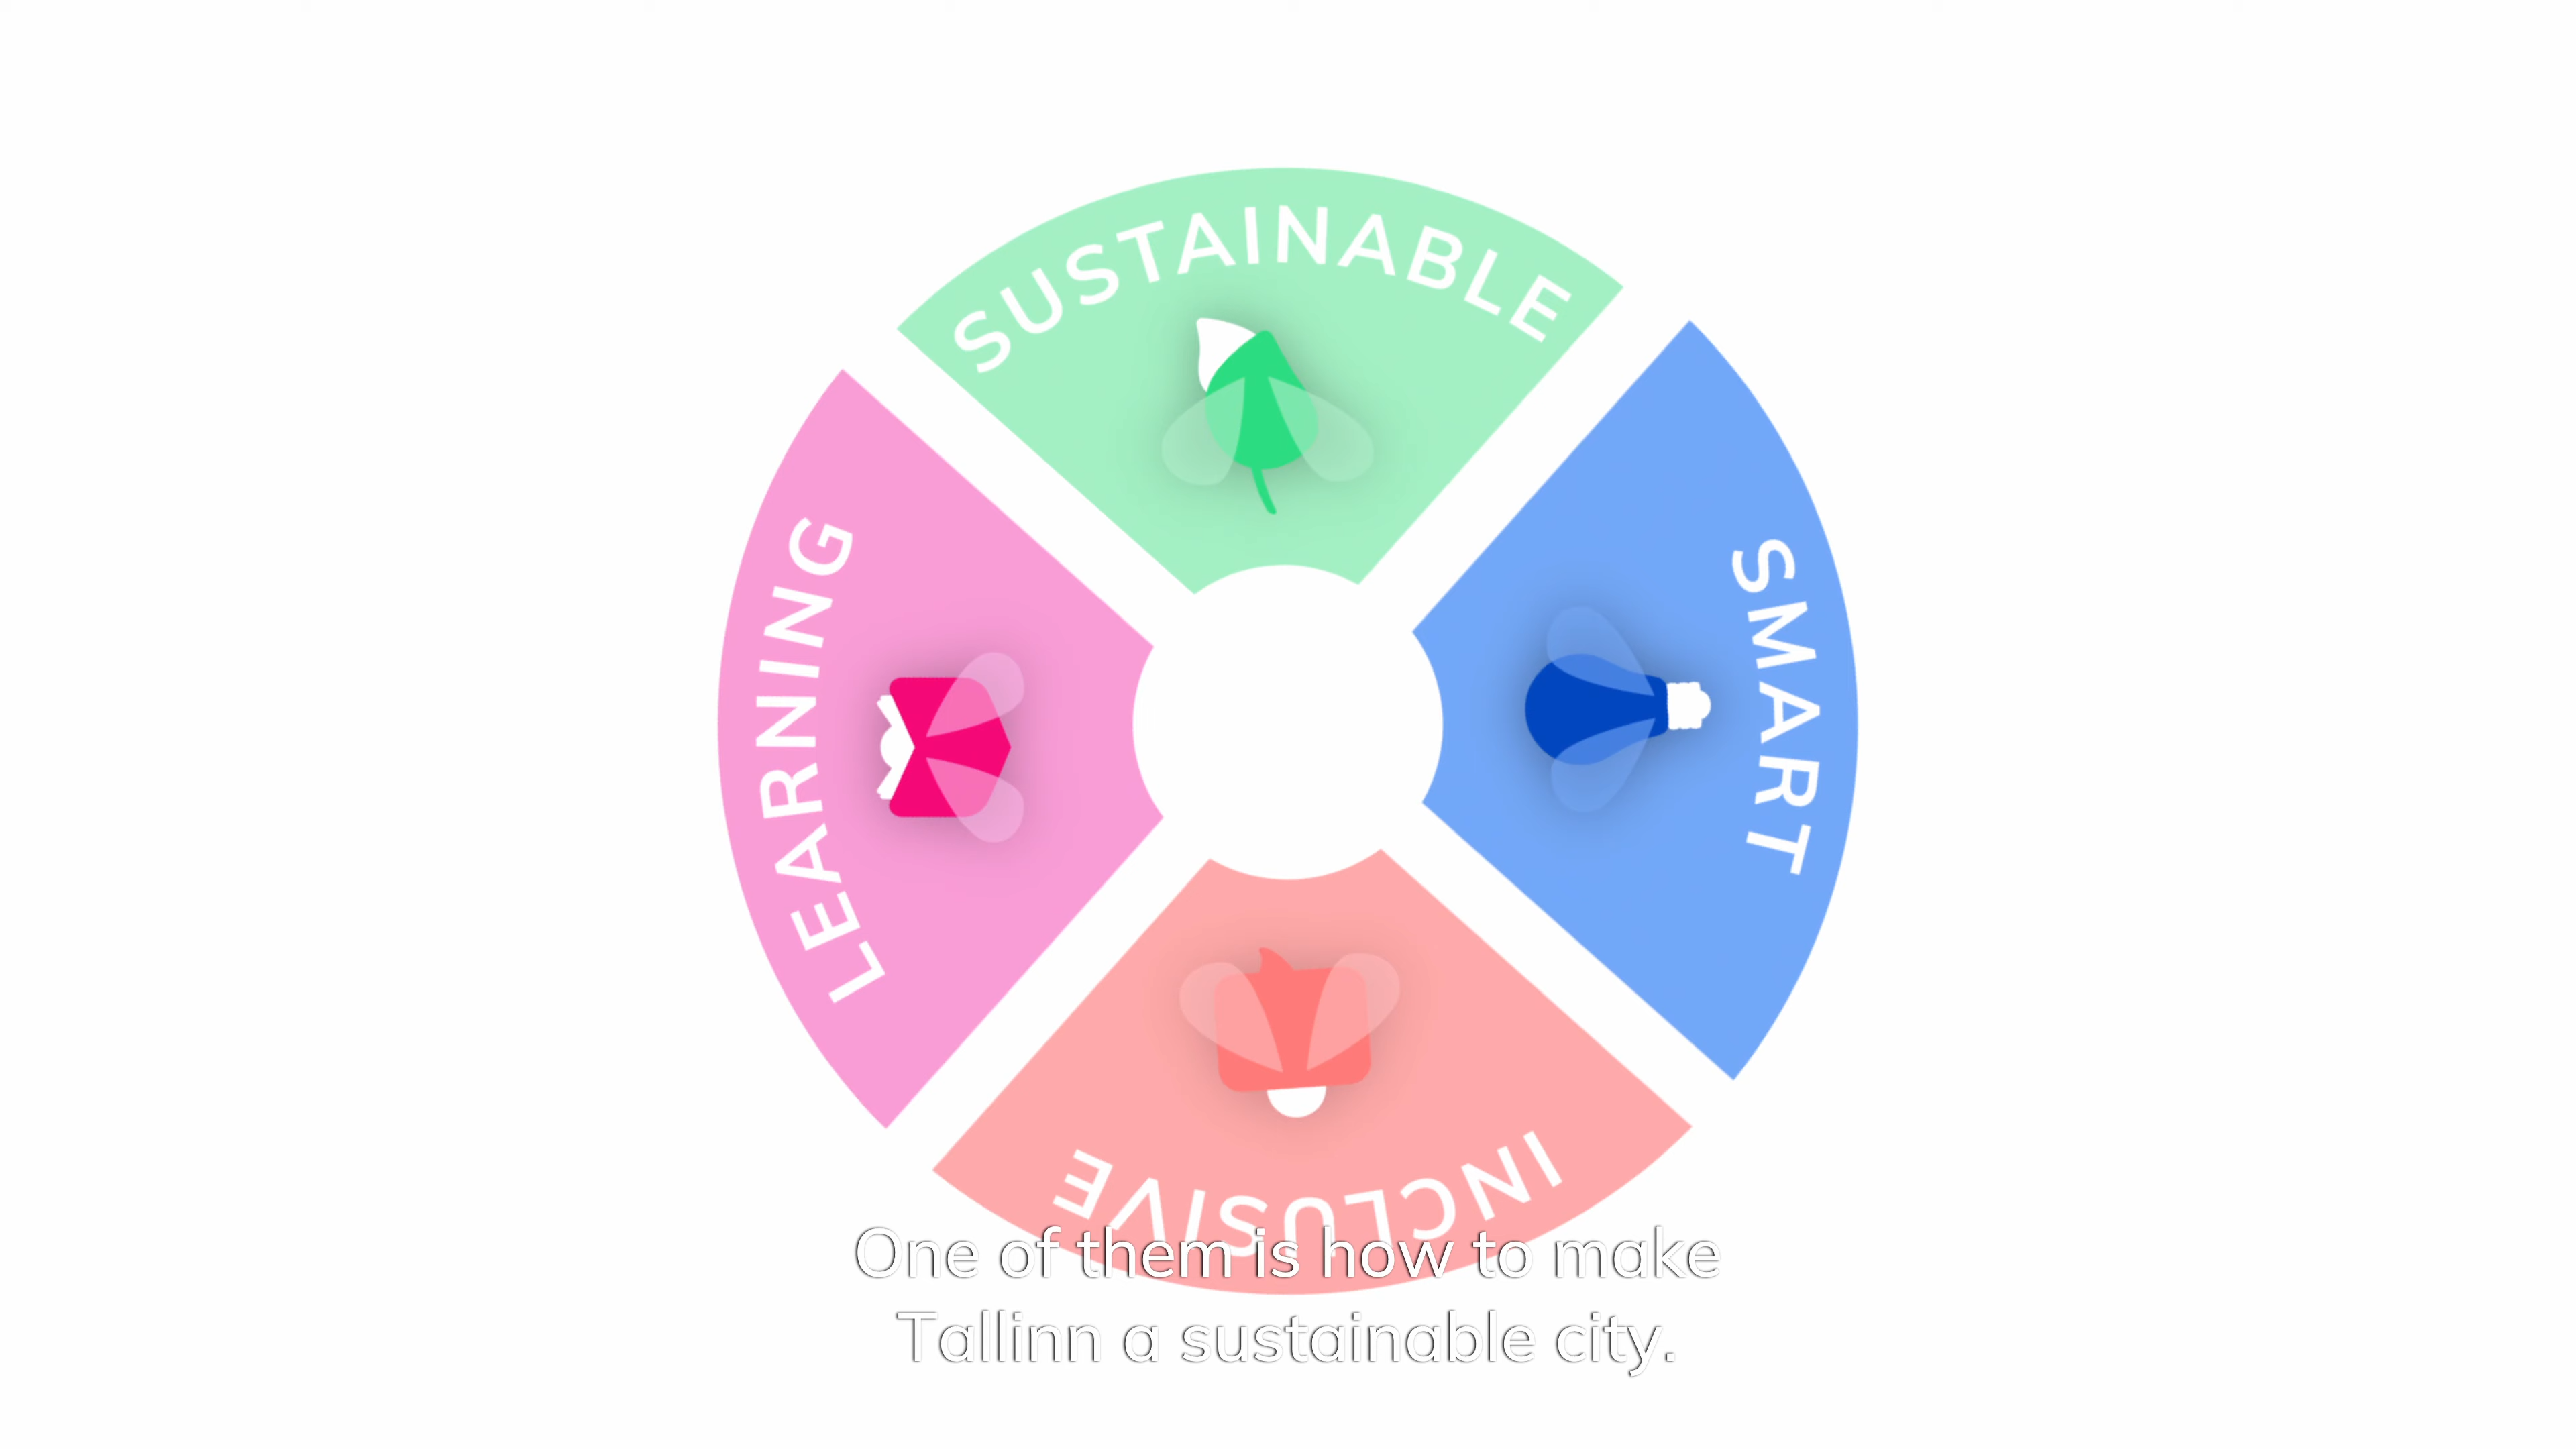 SUSTAINABLE
SMART
LEARNING
INCLUSIVE
One of them is how to make
Tallinn a sustainable city.